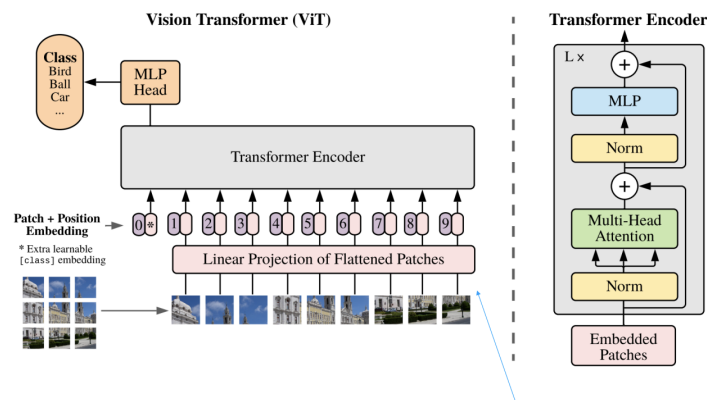 Vision Transformer (ViT)
Class
Bird
Ball
Car
...
MLP
Head
Transformer Encoder
0 * 1 2 3 4 5 6 7 8 9
Patch + Position
Embedding
* Extra learnable
[class] embedding
Linear Projection of Flattened Patches
Transformer Encoder
L x
+
MLP
Norm
+
Multi-Head
Attention
Norm
Embedded
Patches